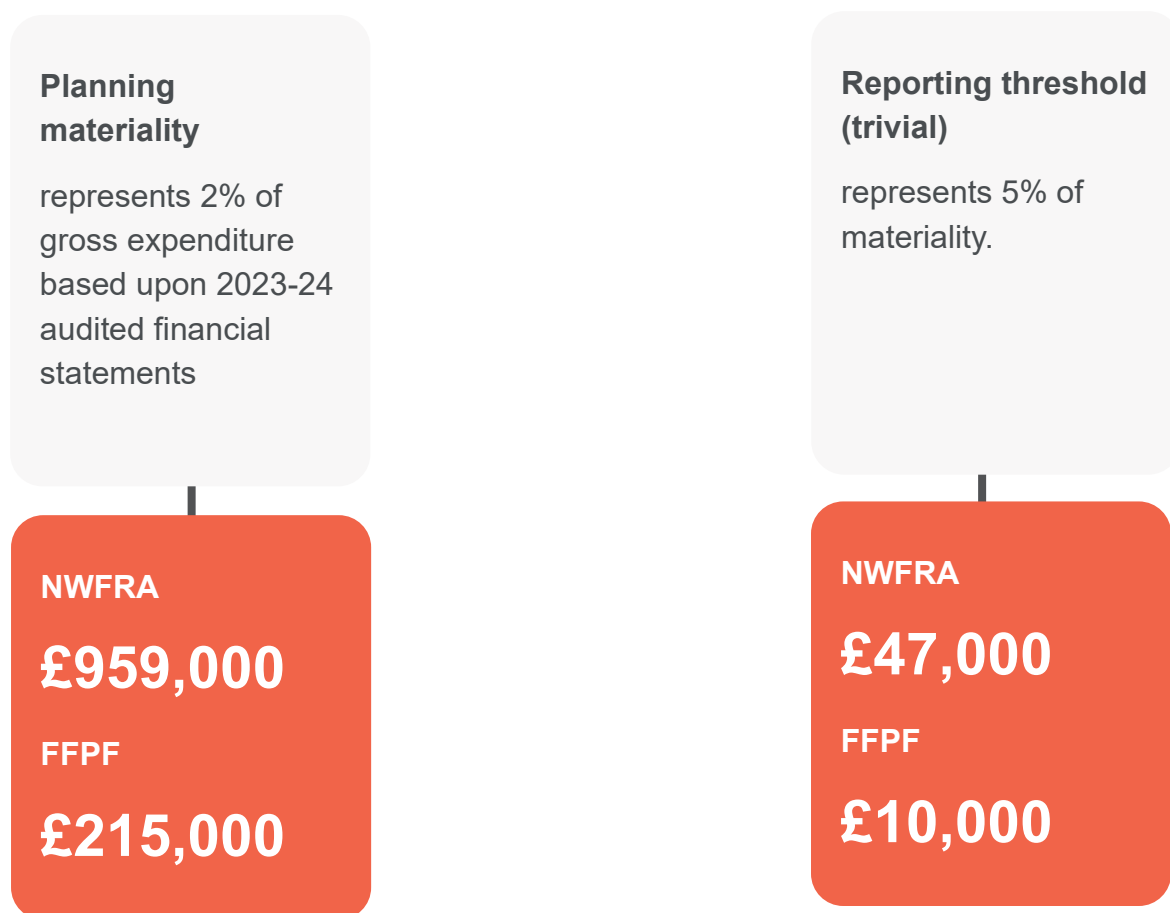 Planning
materiality
represents 2% of
gross expenditure
based upon 2023-24
audited financial
statements
NWFRA
£959,000
FFPF
£215,000
Reporting threshold
(trivial)
represents 5% of
materiality.
NWFRA
£47,000
FFPF
£10,000